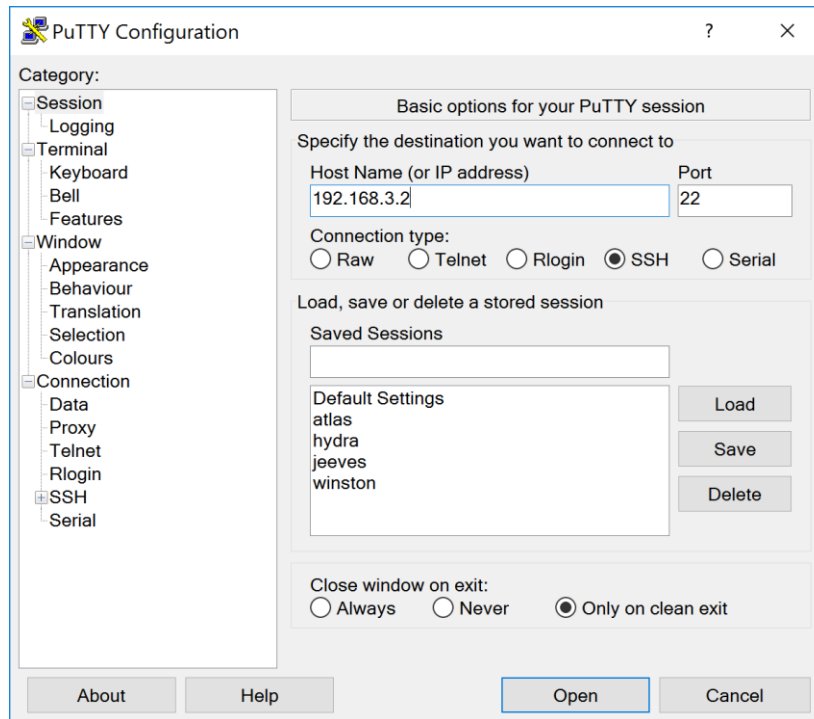 PuTTY Configuration
?
Category:
Session
Logging
Terminal
Keyboard
Bell
Features
Window
Appearance
Behaviour
Translation
Selection
Colours
Connection
Data
Proxy
Telnet
Rlogin
SSH
Serial
Basic options for your PuTTY session
Specify the destination you want to connect to
Host Name (or IP address) Port
192.168.3.2 22
Connection type:
Raw Telnet Rlogin SSH Serial
Load, save or delete a stored session
Saved Sessions
Default Settings
atlas
hydra
jeeves
winston
Load
Save
Delete
Close window on exit:
Always Never Only on clean exit
About Help Open Cancel